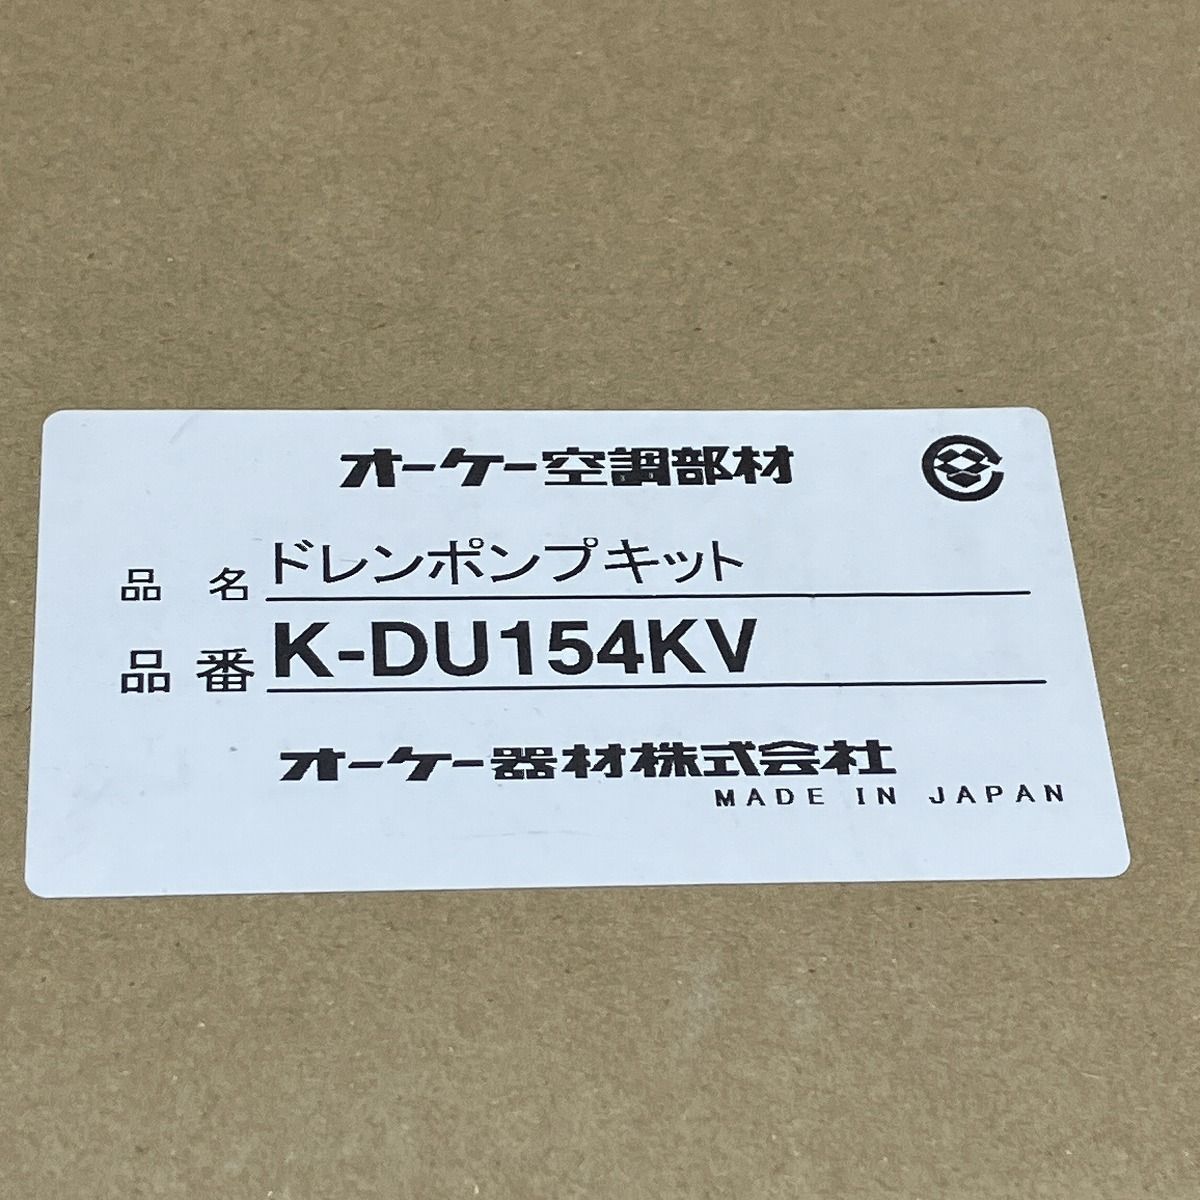 オーケー空調部材
品 名 ドレンポンプキット
品 番 K-DU154KV
オーケー器材株式会社
MADE IN JAPAN